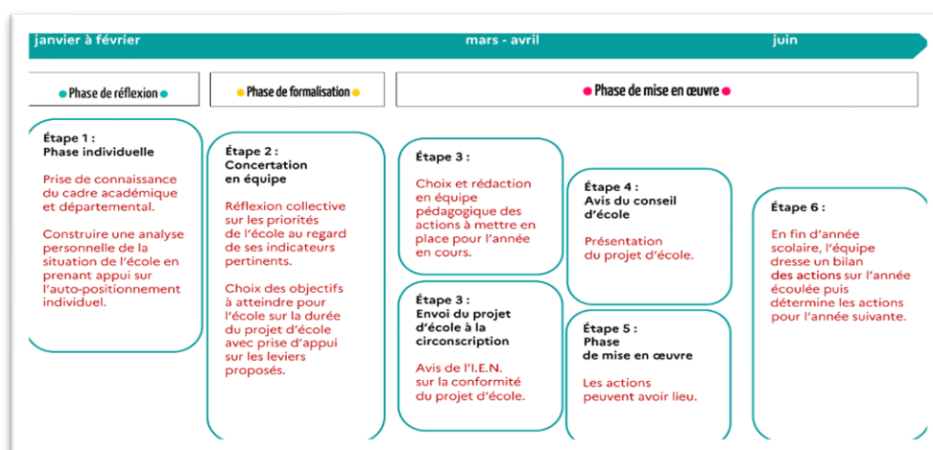 janvier à février
mars - avril
juin
Phase de réflexion
Phase de formalisation
Phase de mise en œuvre
Étape 1 :
Phase individuelle
Prise de connaissance
du cadre académique
et départemental.
Construire une analyse
personnelle de la
situation de l'école en
prenant appui sur
l'auto-positionnement
individuel.
Étape 2 :
Concertation
en équipe
Réflexion collective
sur les priorités
de l'école au regard
de ses indicateurs
pertinents.
Choix des objectifs
à atteindre pour
l'école sur la durée
du projet d'école
avec prise d'appui
sur les leviers
proposés.
Étape 3 :
Choix et rédaction
en équipe
pédagogique des
actions à mettre en
place pour l'année
en cours.
Étape 3 :
Envoi du projet
d'école à la
circonscription
Avis de l'I.E.N.
sur la conformité
du projet d'école.
Étape 4 :
Avis du conseil
d'école
Présentation
du projet d'école.
Étape 5 :
Phase
de mise en œuvre
Les actions
peuvent avoir lieu.
Étape 6 :
En fin d'année
scolaire, l'équipe
dresse un bilan
des actions sur l'année
écoulée puis
détermine les actions
pour l'année suivante.